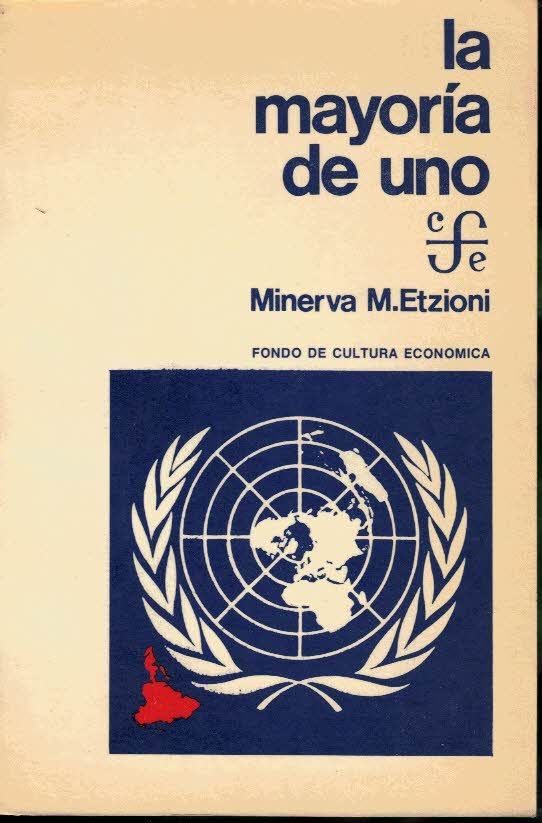 la
mayoría
de uno
cfe
Minerva M.Etzioni
FONDO DE CULTURA ECONOMICA